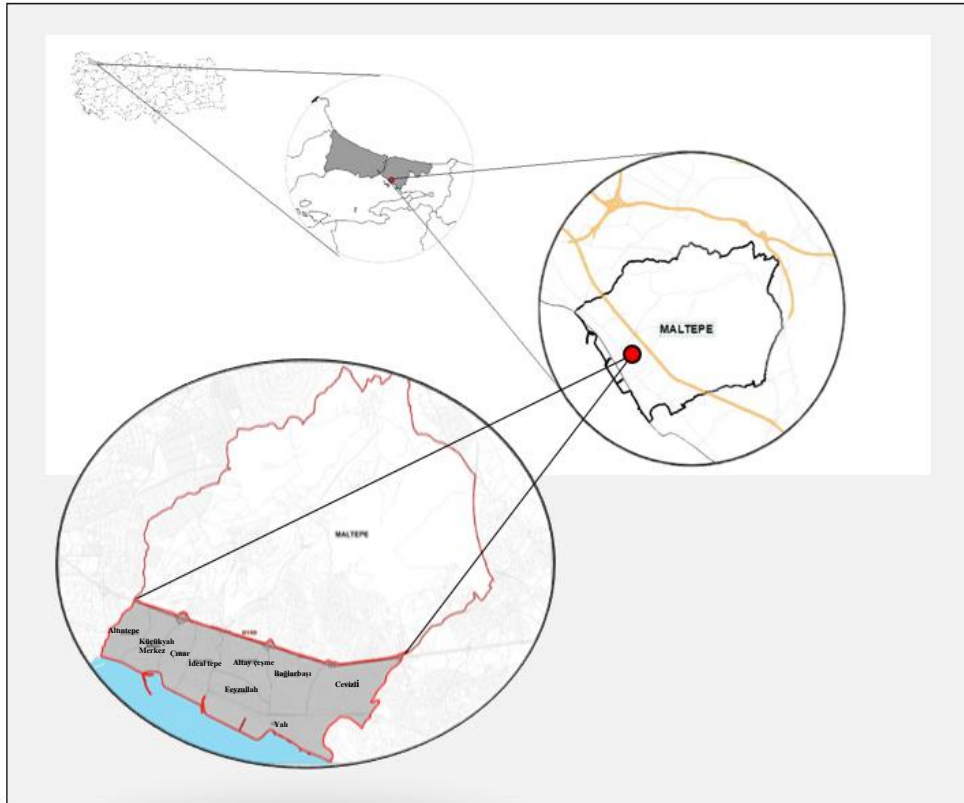 MALTEPE
MALTEPE
Altıntepe
Küçükyalı
Merkez
Çınar
İdeal tepe
Altay çeşme
Bağlarbaşı
Cevizli
Feyzullah
Yalı